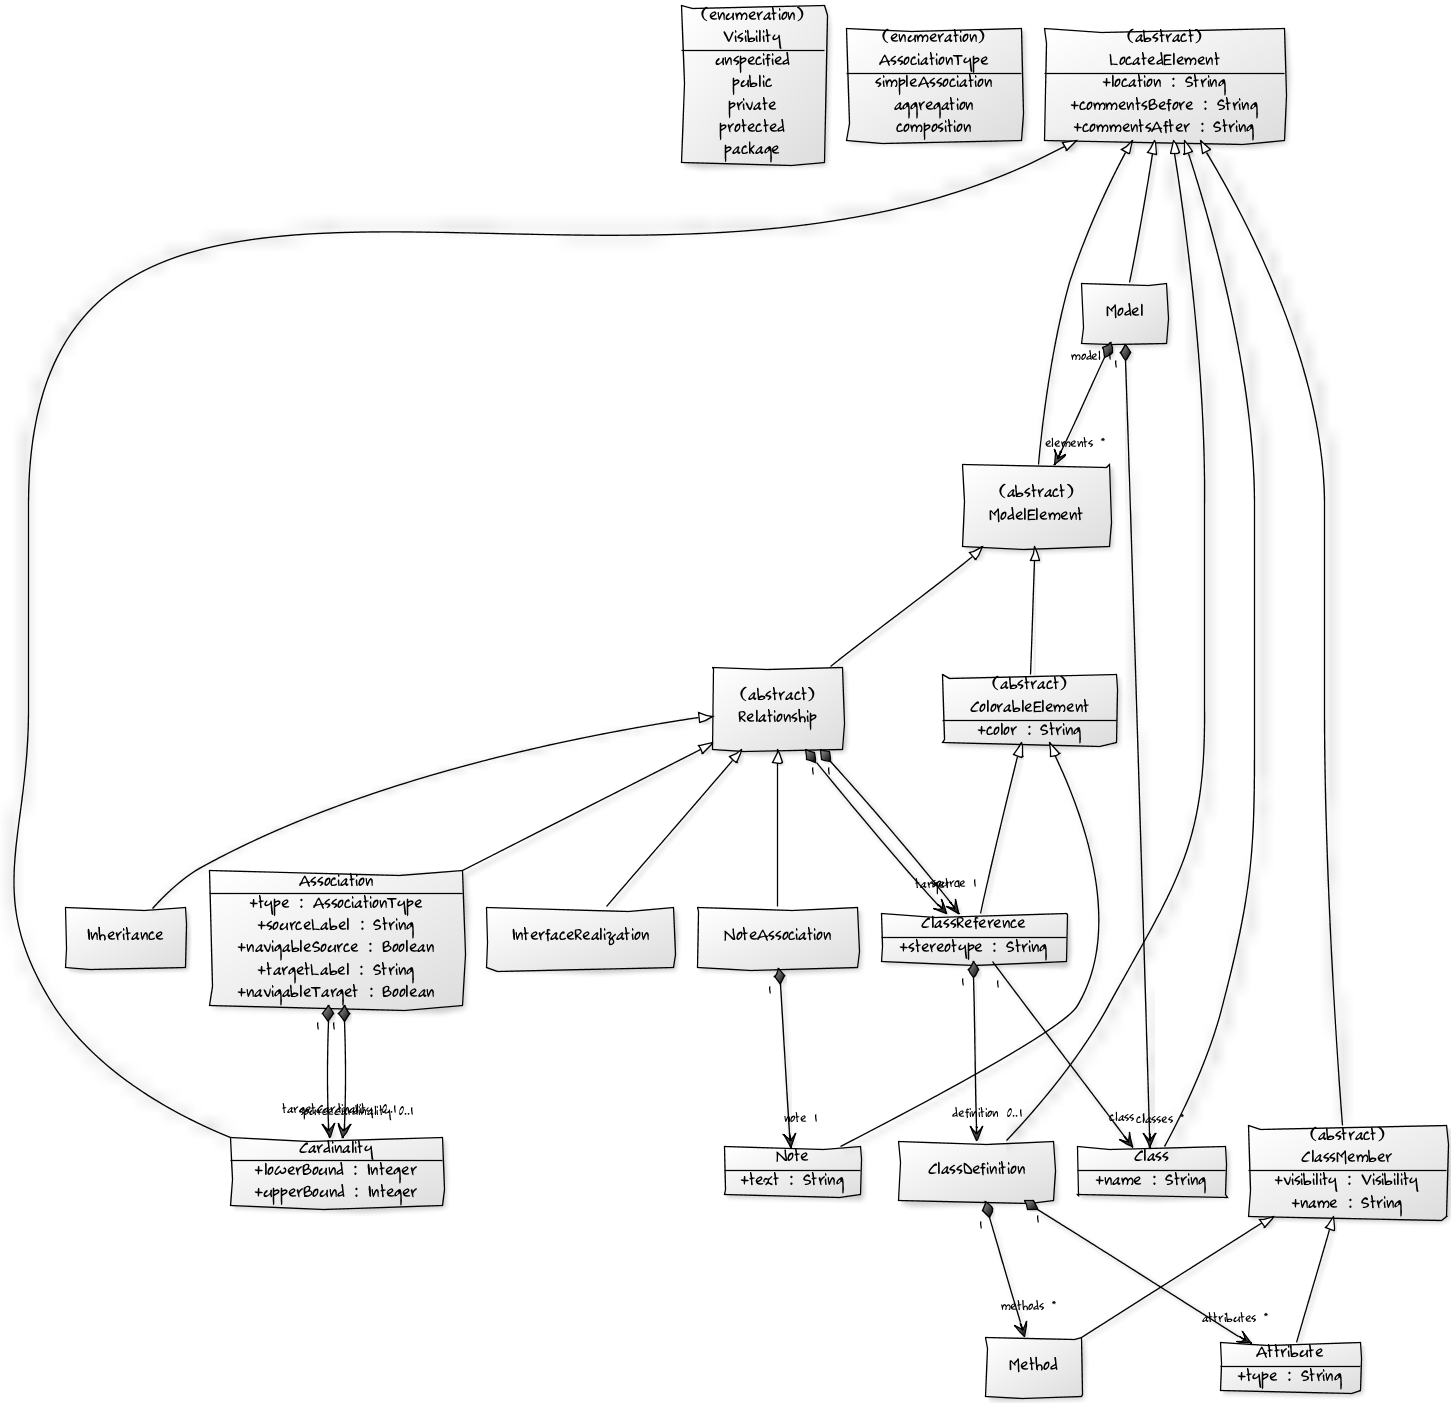 (enumeration)
Visibility
unspecified
public
private
protected
package
(enumeration)
AssociationType
simpleAssociation
aggregation
composition
(abstract)
LocatedElement
+location : String
+commentsBefore : String
+commentsAfter : String
Model
model 1
1
elements *
(abstract)
ModelElement
(abstract)
Relationship
(abstract)
ColorableElement
+color : String
1
1
Inheritance
Association
+type : AssociationType
+sourceLabel : String
+navigableSource : Boolean
+targetLabel : String
+navigableTarget : Boolean
InterfaceRealization
NoteAssociation
1
ClassReference
+stereotype : String
1
1
1
1
targetCardinality 0..1
sourceCardinality 0..1
note 1
definition 0..1
class
classes *
Cardinality
+lowerBound : Integer
+upperBound : Integer
Note
+text : String
ClassDefinition
Class
+name : String
(abstract)
ClassMember
+visibility : Visibility
+name : String
1
1
methods *
attributes *
Method
Attribute
+type : String